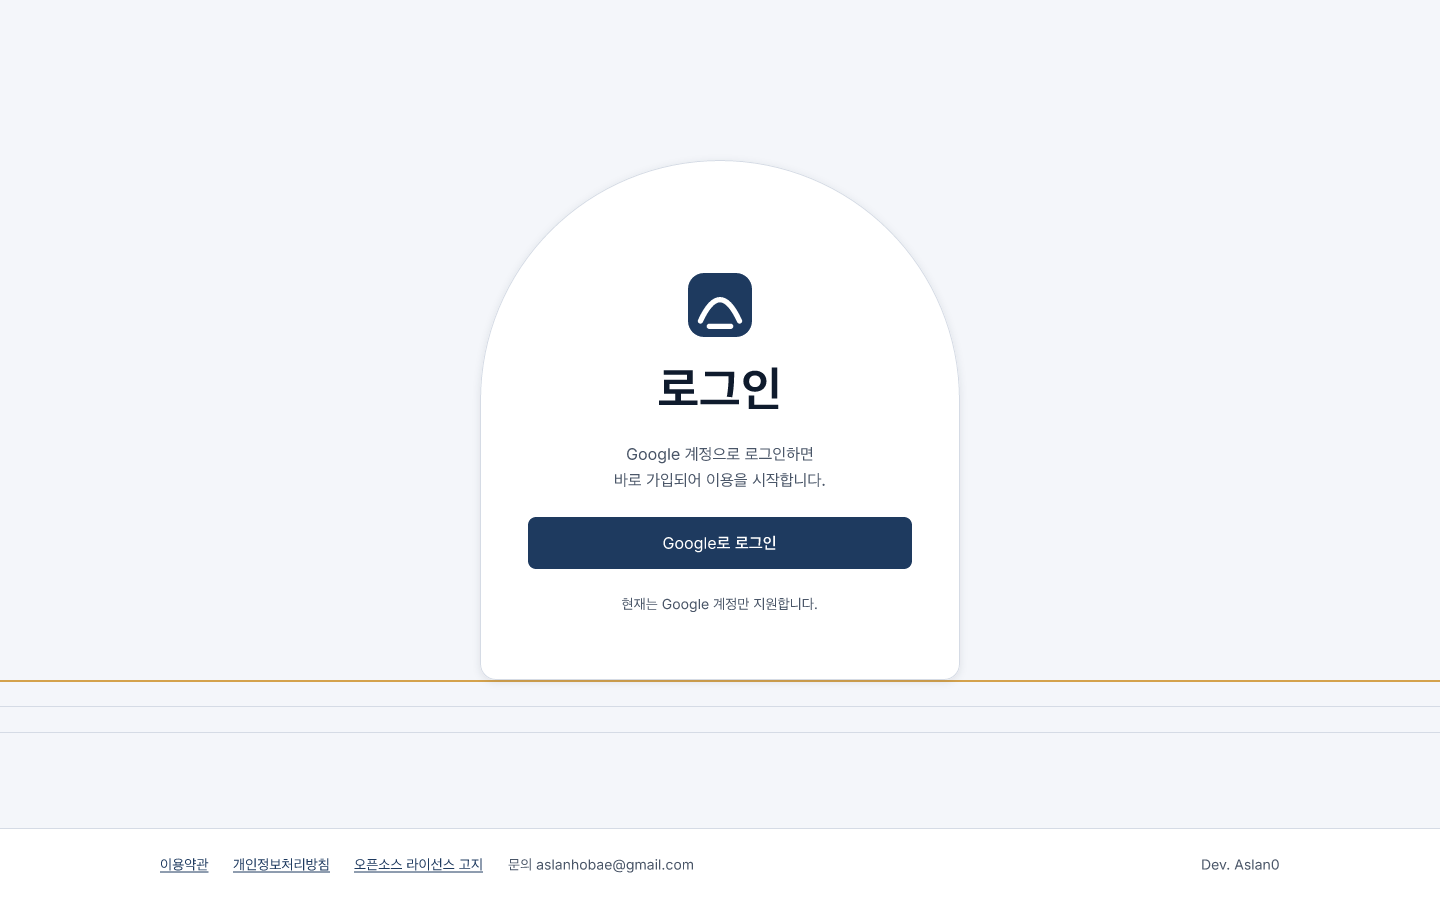 로그인
Google 계정으로 로그인하면
바로 가입되어 이용을 시작합니다.
Google로 로그인
현재는 Google 계정만 지원합니다.
이용약관 개인정보처리방침 오픈소스 라이선스 고지 문의 aslanhobae@gmail.com Dev. Aslan0